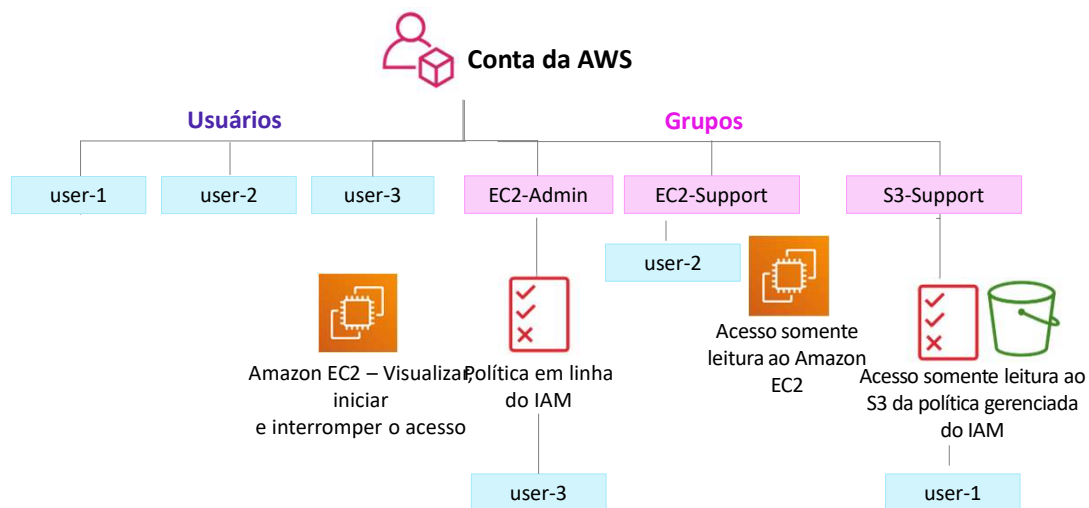 Conta da AWS
Usuários
Grupos
user-1
user-2
user-3
EC2-Admin
EC2-Support
S3-Support
user-2
Amazon EC2 – Visualizar,
iniciar
e interromper o acesso
Política em linha
do IAM
Acesso somente
leitura ao Amazon
EC2
Acesso somente leitura ao
S3 da política gerenciada
do IAM
user-3
user-1